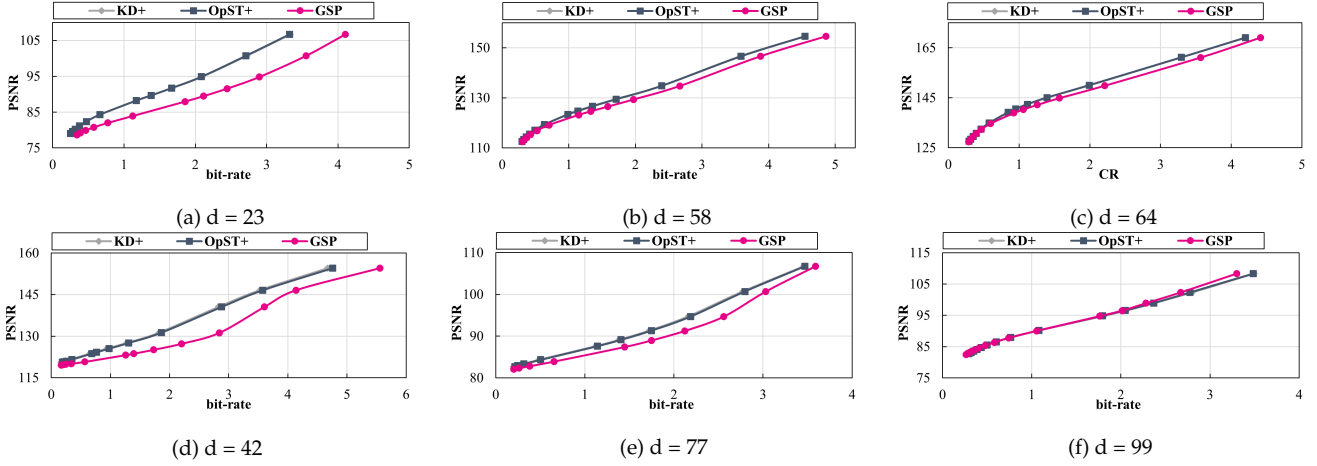 KD+ OpST+ GSP
PSNR
105
95
85
75
0 1 2 3 4 5
bit-rate
(a) d = 23
KD+ OpST+ GSP
PSNR
150
130
110
0 1 2 3 4 5
bit-rate
(b) d = 58
KD+ OpST+ GSP
PSNR
165
145
125
0 1 2 3 4 5
CR
(c) d = 64
KD+ OpST+ GSP
PSNR
160
145
130
115
0 1 2 3 4 5 6
bit-rate
(d) d = 42
KD+ OpST+ GSP
PSNR
110
100
90
80
0 1 2 3 4
bit-rate
(e) d = 77
KD+ OpST+ GSP
PSNR
115
105
95
85
75
0 1 2 3 4
bit-rate
(f) d = 99